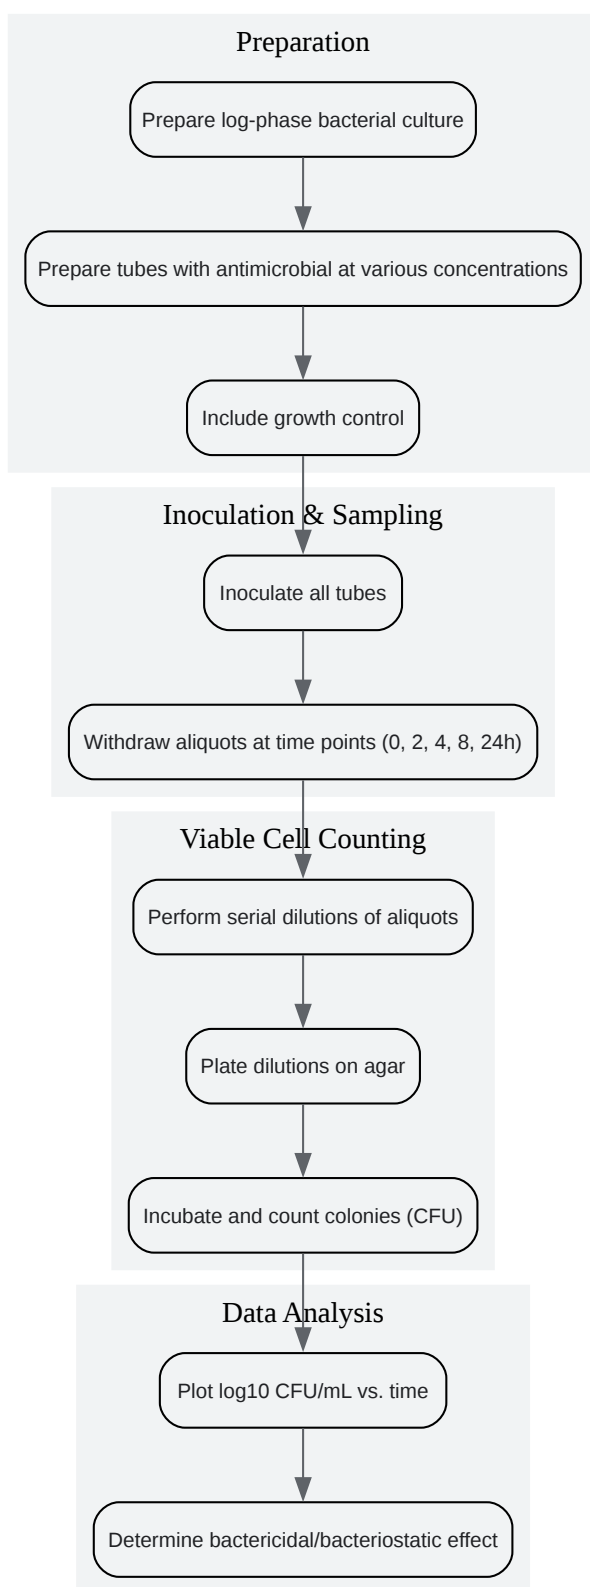 Preparation
Prepare log-phase bacterial culture
Prepare tubes with antimicrobial at various concentrations
Include growth control
Inoculation & Sampling
Inoculate all tubes
Withdraw aliquots at time points (0, 2, 4, 8, 24h)
Viable Cell Counting
Perform serial dilutions of aliquots
Plate dilutions on agar
Incubate and count colonies (CFU)
Data Analysis
Plot log10 CFU/mL vs. time
Determine bactericidal/bacteriostatic effect